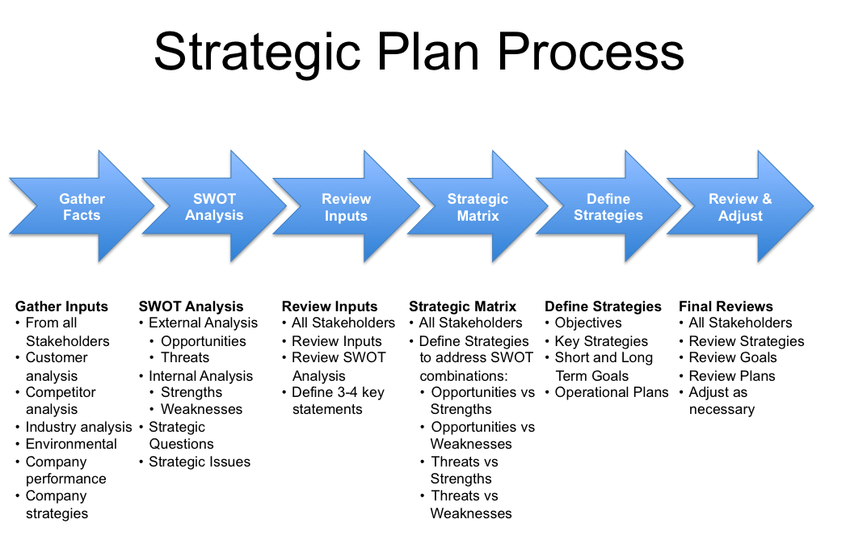 Strategic Plan Process
Gather
Facts
SWOT
Analysis
Review
Inputs
Strategic
Matrix
Define
Strategies
Review &
Adjust
Gather Inputs
• From all
Stakeholders
• Customer
analysis
• Competitor
analysis
• Industry analysis
• Environmental
• Company
performance
• Company
strategies
SWOT Analysis
• External Analysis
• Opportunities
• Threats
• Internal Analysis
• Strengths
• Weaknesses
• Strategic
Questions
• Strategic Issues
Review Inputs
• All Stakeholders
• Review Inputs
• Review SWOT
Analysis
• Define 3-4 key
statements
Strategic Matrix
• All Stakeholders
• Define Strategies
to address SWOT
combinations:
• Opportunities vs
Strengths
• Opportunities vs
Weaknesses
• Threats vs
Strengths
• Threats vs
Weaknesses
Define Strategies
• Objectives
• Key Strategies
• Short and Long
Term Goals
• Operational Plans
Final Reviews
• All Stakeholders
• Review Strategies
• Review Goals
• Review Plans
• Adjust as
necessary